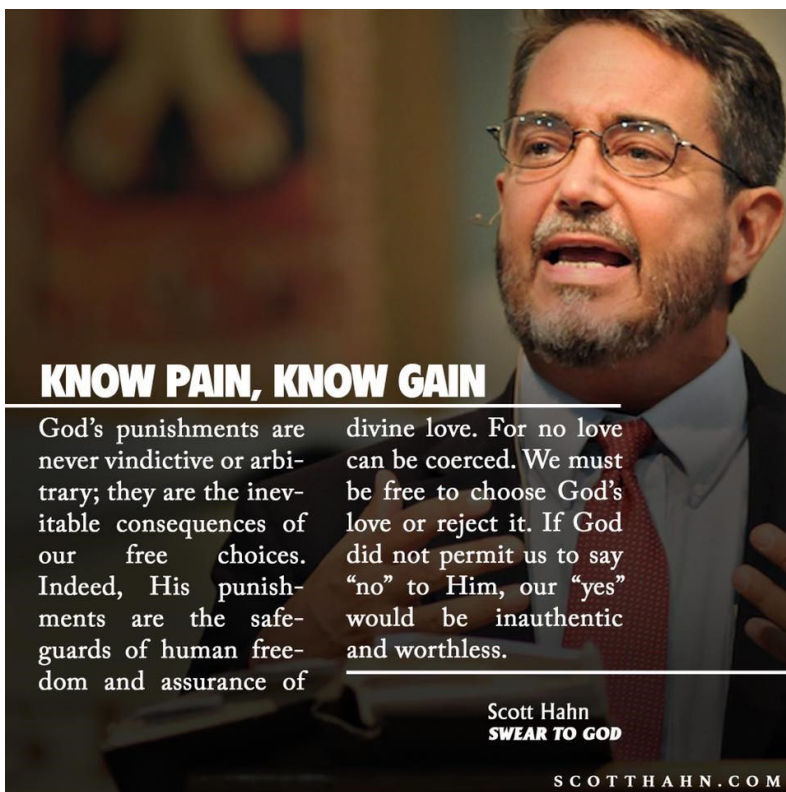 KNOW PAIN, KNOW GAIN
God’s punishments are
never vindictive or arbi-
trary; they are the inev-
itable consequences of
our free choices.
Indeed, His punish-
ments are the safe-
guards of human free-
dom and assurance of
divine love. For no love
can be coerced. We must
be free to choose God’s
love or reject it. If God
did not permit us to say
“no” to Him, our “yes”
would be inauthentic
and worthless.
Scott Hahn
SWEAR TO GOD
SCOTTHAHN.COM